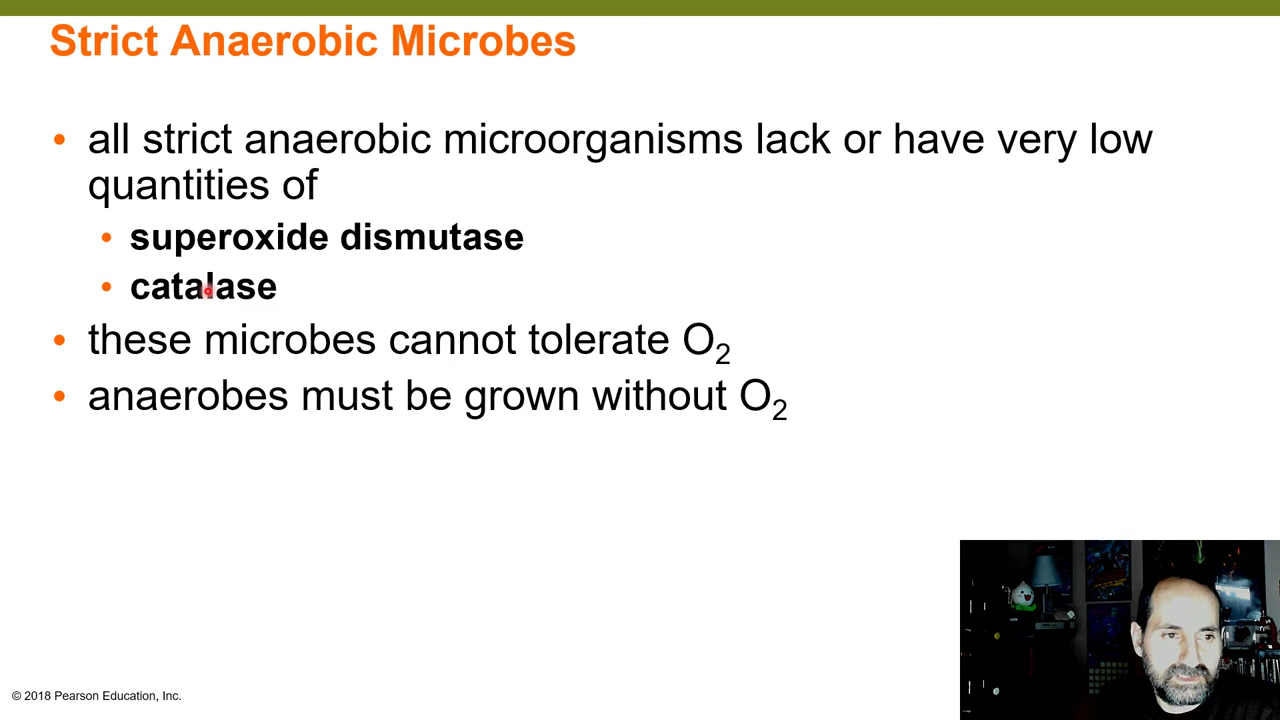 Strict Anaerobic Microbes
• all strict anaerobic microorganisms lack or have very low
quantities of
• superoxide dismutase
• catalase
• these microbes cannot tolerate O₂
• anaerobes must be grown without O₂
© 2018 Pearson Education, Inc.